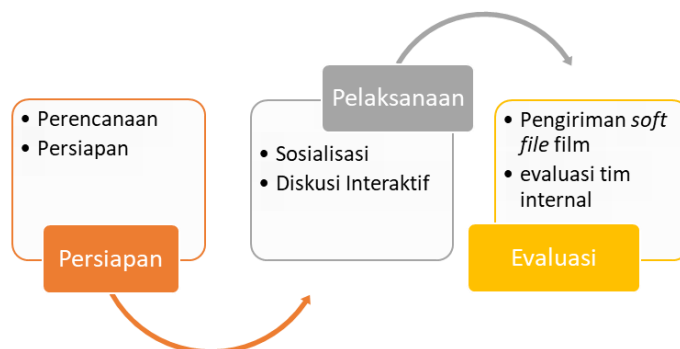 • Perencanaan
• Persiapan
Persiapan
Pelaksanaan
• Sosialisasi
• Diskusi Interaktif
• Pengiriman soft
file film
• evaluasi tim
internal
Evaluasi